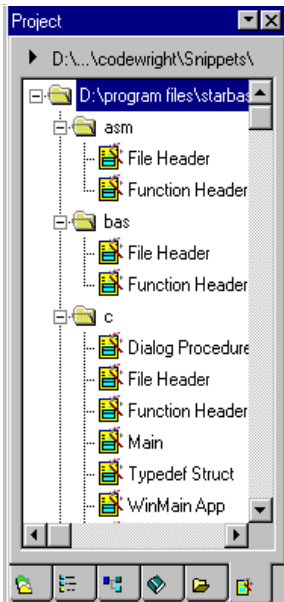 Project
D:\...\codewright\Snippets\
D:\program files\starbas
asm
File Header
Function Header
bas
File Header
Function Header
c
Dialog Procedure
File Header
Function Header
Main
Typedef Struct
WinMain App